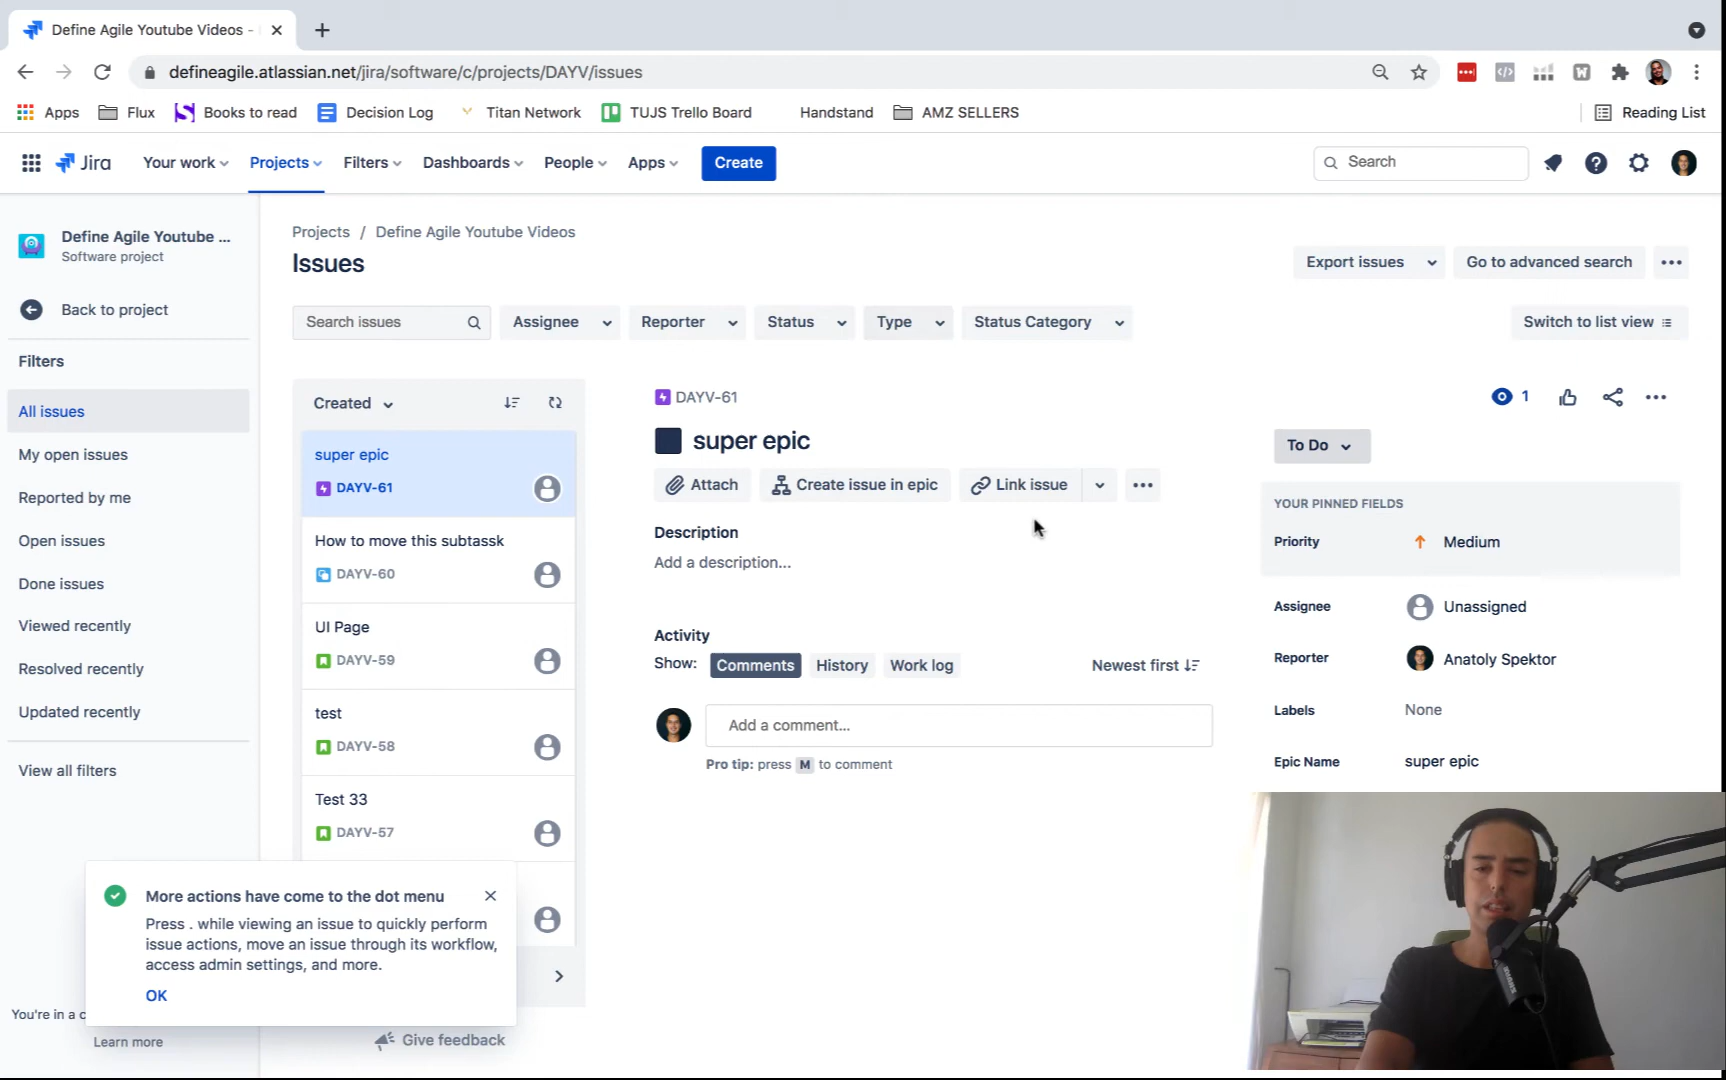 Define Agile Youtube Videos -
defineagile.atlassian.net/jira/software/c/projects/DAYV/issues
Apps Flux Books to read Decision Log Titan Network TUJS Trello Board Handstand AMZ SELLERS Reading List
Jira Your work Projects Filters Dashboards People Apps Create Search
Define Agile Youtube ...
Software project
Back to project
Filters
All issues
My open issues
Reported by me
Open issues
Done issues
Viewed recently
Resolved recently
Updated recently
View all filters
You're in a c
Learn more
Projects / Define Agile Youtube Videos
Issues
Export issues Go to advanced search
Search issues Assignee Reporter Status Type Status Category Switch to list view
Created
super epic
DAYV-61
How to move this subtassk
DAYV-60
UI Page
DAYV-59
test
DAYV-58
Test 33
DAYV-57
Give feedback
More actions have come to the dot menu
Press . while viewing an issue to quickly perform
issue actions, move an issue through its workflow,
access admin settings, and more.
OK
DAYV-61
1
super epic
Attach Create issue in epic Link issue
Description
Add a description...
Activity
Show: Comments History Work log Newest first
Add a comment...
Pro tip: press M to comment
To Do
YOUR PINNED FIELDS
Priority Medium
Assignee Unassigned
Reporter Anatoly Spektor
Labels None
Epic Name super epic